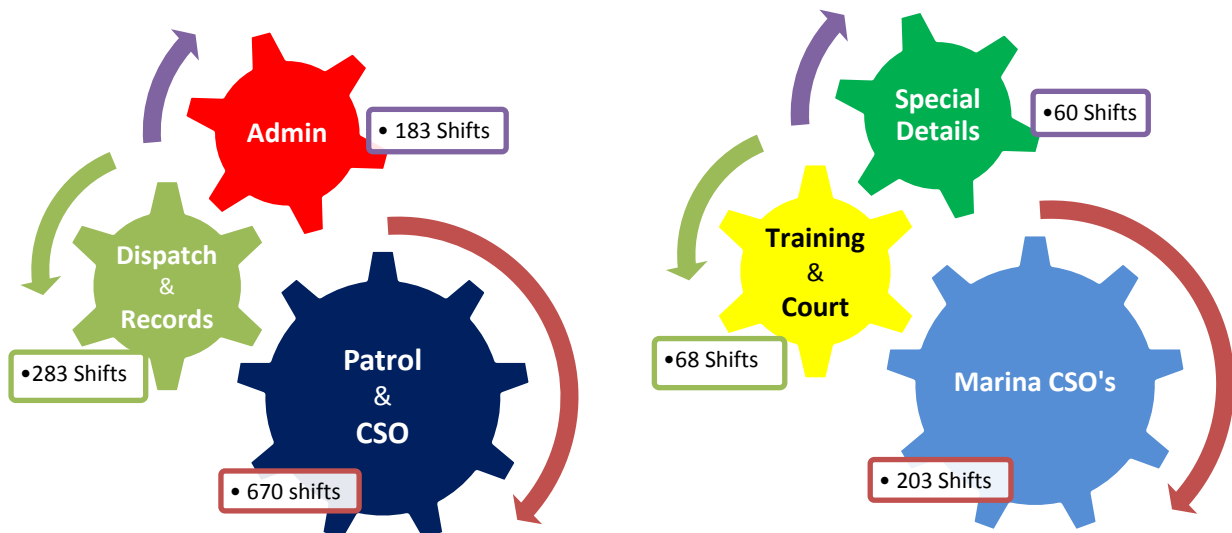 Admin
• 183 Shifts
Dispatch
&
Records
•283 Shifts
Patrol
&
CSO
• 670 shifts
Special
Details
•60 Shifts
Training
&
Court
•68 Shifts
Marina CSO's
• 203 Shifts